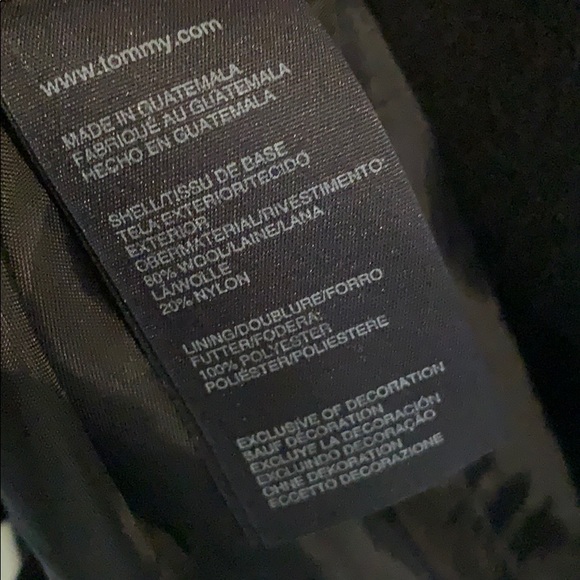 www.tommy.com
MADE IN GUATEMALA
FABRIQUÉ AU GUATEMALA
HECHO EN GUATEMALA
SHELL/TISSU DE BASE
TELA EXTERIOR/TECIDO
EXTERIOR
OBERMATERIAL/RIVESTIMENTO:
80% WOOL/LAINE/LANA
LÃ/WOLLE
20% NYLON
LINING/DOUBLURE/FORRO
FUTTER/FODERA:
100% POLYESTER
POLIÉSTER/POLIESTERE
EXCLUSIVE OF DECORATION
SAUF DÉCORATION
EXCLUYE LA DECORACIÓN
EXCLUINDO DECORAÇÃO
OHNE DEKORATION
ECCETTO DECORAZIONE